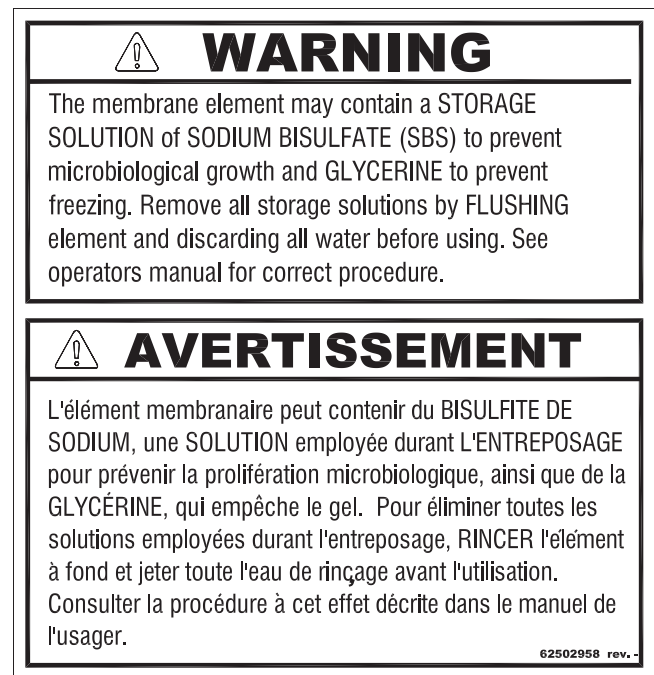 WARNING
The membrane element may contain a STORAGE
SOLUTION of SODIUM BISULFATE (SBS) to prevent
microbiological growth and GLYCERINE to prevent
freezing. Remove all storage solutions by FLUSHING
element and discarding all water before using. See
operators manual for correct procedure.
AVERTISSEMENT
L'élément membranaire peut contenir du BISULFITE DE
SODIUM, une SOLUTION employée durant L'ENTREPOSAGE
pour prévenir la prolifération microbiologique, ainsi que de la
GLYCÉRINE, qui empêche le gel. Pour éliminer toutes les
solutions employées durant l'entreposage, RINCER l'élément
à fond et jeter toute l'eau de rinçage avant l'utilisation.
Consulter la procédure à cet effet décrite dans le manuel de
l'usager.
62502958 rev. -